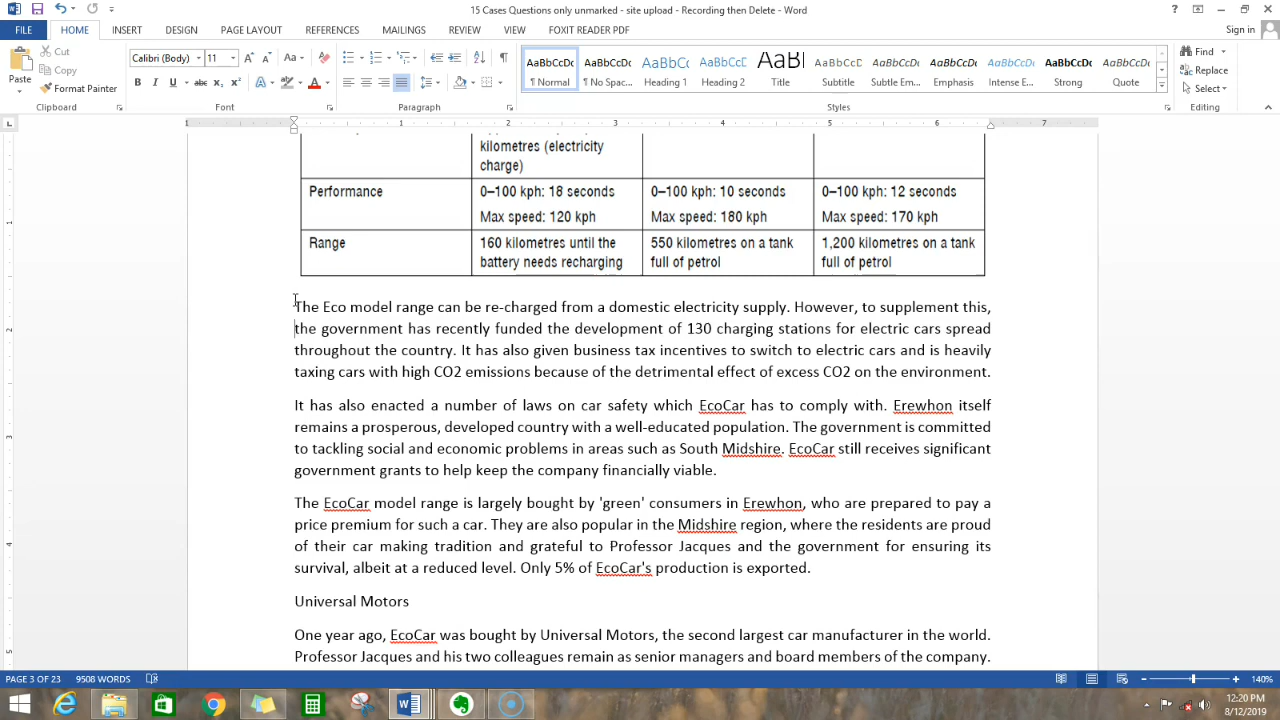 15 Cases Questions only unmarked - site upload - Recording then Delete - Word
Sign in
FILE HOME INSERT DESIGN PAGE LAYOUT REFERENCES MAILINGS REVIEW VIEW FOXIT READER PDF
Paste
Cut
Copy
Format Painter
Calibri (Body) 11
AaBbCcDc AaBbCcDc AaBbCc AaBbCcD AaBl AaBbCcD AaBbCcDc AaBbCcDc AaBbCcDc AaBbCcDc AaBbCcDc
¶ Normal ¶ No Spac... Heading 1 Heading 2 Title Subtitle Subtle Em... Emphasis Intense E... Strong Quote
Find
Replace
Select
Clipboard Font Paragraph Styles Editing
1 1 2 3 4 5 6 7
kilometres (electricity
charge)
Performance 0–100 kph: 18 seconds 0–100 kph: 10 seconds 0–100 kph: 12 seconds
Max speed: 120 kph Max speed: 180 kph Max speed: 170 kph
Range 160 kilometres until the 550 kilometres on a tank 1,200 kilometres on a tank
battery needs recharging full of petrol full of petrol
The Eco model range can be re-charged from a domestic electricity supply. However, to supplement this,
the government has recently funded the development of 130 charging stations for electric cars spread
throughout the country. It has also given business tax incentives to switch to electric cars and is heavily
taxing cars with high CO2 emissions because of the detrimental effect of excess CO2 on the environment.
It has also enacted a number of laws on car safety which EcoCar has to comply with. Erewhon itself
remains a prosperous, developed country with a well-educated population. The government is committed
to tackling social and economic problems in areas such as South Midshire. EcoCar still receives significant
government grants to help keep the company financially viable.
The EcoCar model range is largely bought by 'green' consumers in Erewhon, who are prepared to pay a
price premium for such a car. They are also popular in the Midshire region, where the residents are proud
of their car making tradition and grateful to Professor Jacques and the government for ensuring its
survival, albeit at a reduced level. Only 5% of EcoCar's production is exported.
Universal Motors
One year ago, EcoCar was bought by Universal Motors, the second largest car manufacturer in the world.
Professor Jacques and his two colleagues remain as senior managers and board members of the company.
PAGE 3 OF 23 9508 WORDS 140%
12:20 PM
8/12/2019